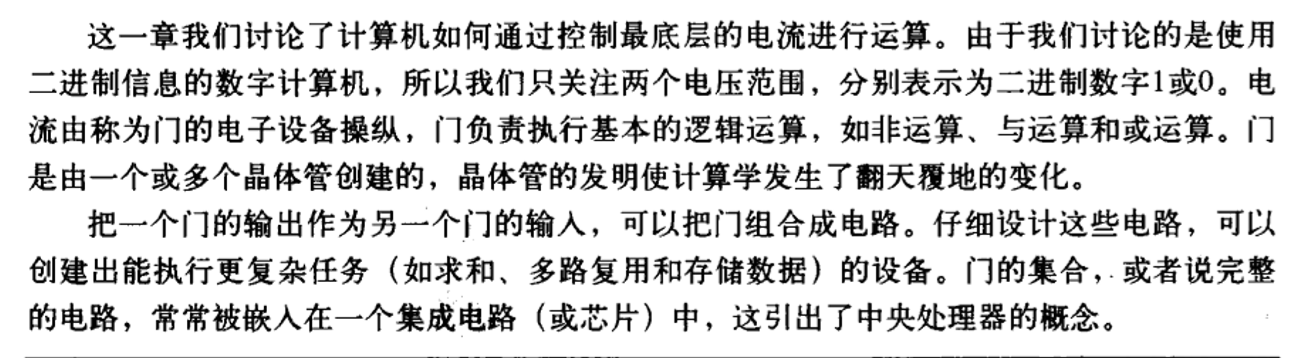 这一章我们讨论了计算机如何通过控制最底层的电流进行运算。由于我们讨论的是使用
二进制信息的数字计算机，所以我们只关注两个电压范围，分别表示为二进制数字1或0。电
流由称为门的电子设备操纵，门负责执行基本的逻辑运算，如非运算、与运算和或运算。门
是由一个或多个晶体管创建的，晶体管的发明使计算学发生了翻天覆地的变化。
把一个门的输出作为另一个门的输入，可以把门组合成电路。仔细设计这些电路，可以
创建出能执行更复杂任务（如求和、多路复用和存储数据）的设备。门的集合，或者说完整
的电路，常常被嵌入在一个集成电路（或芯片）中，这引出了中央处理器的概念。